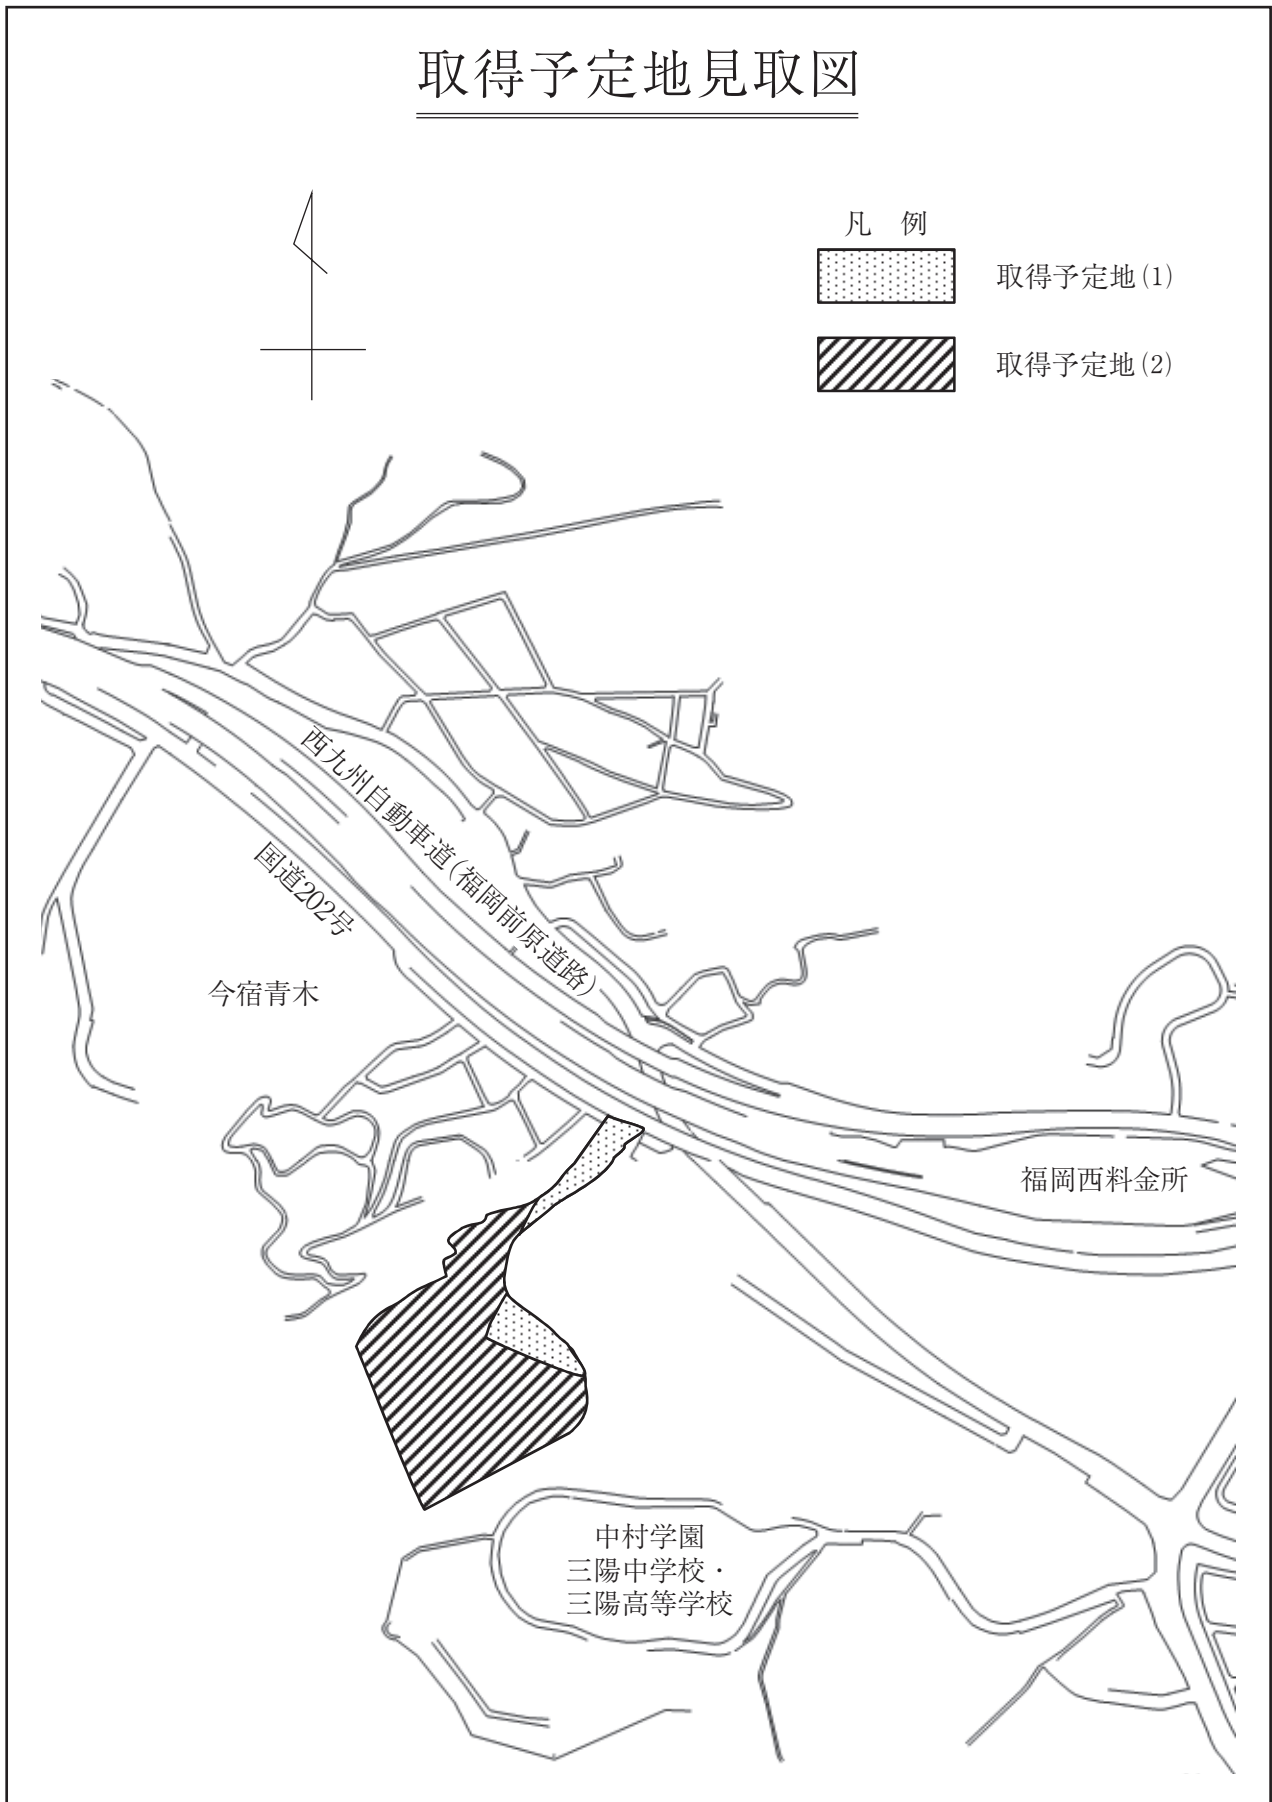 取得予定地見取図
凡 例
取得予定地(1)
取得予定地(2)
西九州自動車道(福岡前原道路)
国道202号
今宿青木
福岡西料金所
中村学園
三陽中学校・
三陽高等学校